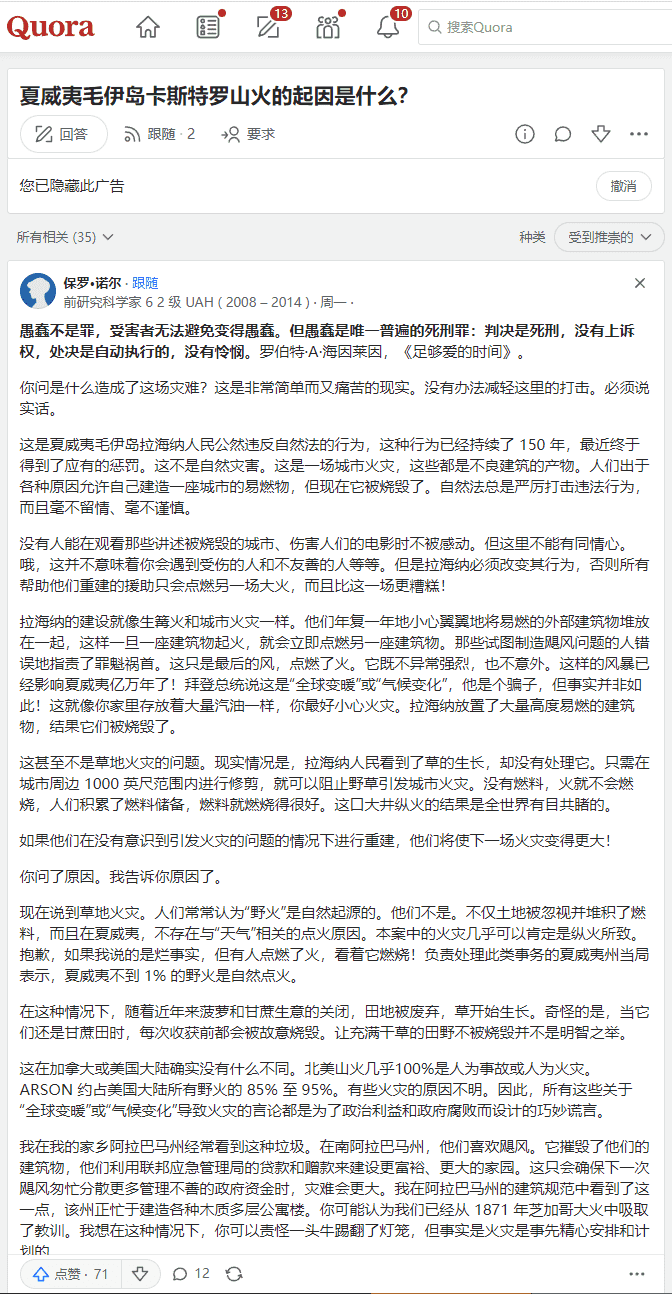 Quora
13
10
搜索Quora
夏威夷毛伊岛卡斯特罗山火的起因是什么？
回答
跟随 · 2
要求
您已隐藏此广告
撤消
所有相关 (35)
种类
受到推崇的
保罗·诺尔 · 跟随
前研究科学家 6 2 级 UAH（2008 – 2014）· 周一 ·
愚蠢不是罪，受害者无法避免变得愚蠢。但愚蠢是唯一普遍的死刑罪：判决是死刑，没有上诉
权，处决是自动执行的，没有怜悯。罗伯特·A·海因莱因，《足够爱的时间》。
你问是什么造成了这场灾难？这是非常简单而又痛苦的现实。没有办法减轻这里的打击。必须说
实话。
这是夏威夷毛伊岛拉海纳人民公然违反自然法的行为，这种行为已经持续了 150 年，最近终于
得到了应有的惩罚。这不是自然灾害。这是一场城市火灾，这些都是不良建筑的产物。人们出于
各种原因允许自己建造一座城市的易燃物，但现在它被烧毁了。自然法总是严厉打击违法行为，
而且毫不留情、毫不谨慎。
没有人能在观看那些讲述被烧毁的城市、伤害人们的电影时不被感动。但这里不能有同情心。
哦，这并不意味着你会遇到受伤的人和不友善的人等等。但是拉海纳必须改变其行为，否则所有
帮助他们重建的援助只会点燃另一场大火，而且比这一场更糟糕！
拉海纳的建设就像生篝火和城市火灾一样。他们年复一年地小心翼翼地将易燃的外部建筑物堆放
在一起，这样一旦一座建筑物起火，就会立即点燃另一座建筑物。那些试图制造飓风问题的人错
误地指责了罪魁祸首。这只是最后的风，点燃了火。它既不异常强烈，也不意外。这样的风暴已
经影响夏威夷亿万年了！拜登总统说这是“全球变暖”或“气候变化”，他是个骗子，但事实并非如
此！这就像你家里存放着大量汽油一样，你最好小心火灾。拉海纳放置了大量高度易燃的建筑
物，结果它们被烧毁了。
这甚至不是草地火灾的问题。现实情况是，拉海纳人民看到了草的生长，却没有处理它。只需在
城市周边 1000 英尺范围内进行修剪，就可以阻止野草引发城市火灾。没有燃料，火就不会燃
烧，人们积累了燃料储备，燃料就燃烧得很好。这口大井纵火的结果是全世界有目共睹的。
如果他们在没有意识到引发火灾的问题的情况下进行重建，他们将使下一场火灾变得更大！
你问了原因。我告诉你原因了。
现在说到草地火灾。人们常常认为“野火”是自然起源的。他们不是。不仅土地被忽视并堆积了燃
料，而且在夏威夷，不存在与“天气”相关的点火原因。本案中的火灾几乎可以肯定是纵火所致。
抱歉，如果我说的是烂事实，但有人点燃了火，看着它燃烧！负责处理此类事务的夏威夷州当局
表示，夏威夷不到 1% 的野火是自然点火。
在这种情况下，随着近年来菠萝和甘蔗生意的关闭，田地被废弃，草开始生长。奇怪的是，当它
们还是甘蔗田时，每次收获前都会被故意烧毁。让充满干草的田野不被烧毁并不是明智之举。
这在加拿大或美国大陆确实没有什么不同。北美山火几乎100%是人为事故或人为火灾。
ARSON 约占美国大陆所有野火的 85% 至 95%。有些火灾的原因不明。因此，所有这些关于
“全球变暖”或“气候变化”导致火灾的言论都是为了政治利益和政府腐败而设计的巧妙谎言。
我在我的家乡阿拉巴马州经常看到这种垃圾。在南阿拉巴马州，他们喜欢飓风。它摧毁了他们的
建筑物，他们利用联邦应急管理局的贷款和赠款来建设更富裕、更大的家园。这只会确保下一次
飓风匆忙分散更多管理不善的政府资金时，灾难会更大。我在阿拉巴马州的建筑规范中看到了这
一点，该州正忙于建造各种木质多层公寓楼。你可能认为我们已经从 1871 年芝加哥大火中吸取
了教训。我想在这种情况下，你可以责怪一头牛踢翻了灯笼，但事实是火灾是事先精心安排和计
划的
点赞 · 71
12